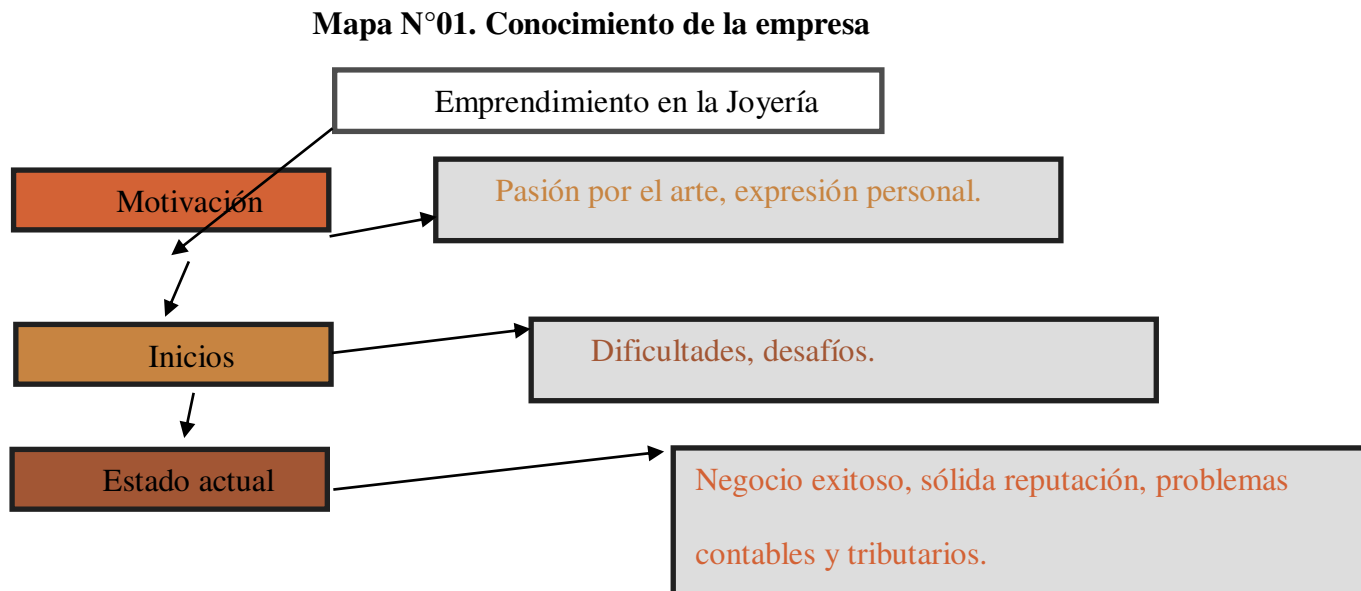 Mapa N°01. Conocimiento de la empresa
Emprendimiento en la Joyería
Motivación
Pasión por el arte, expresión personal.
Inicios
Dificultades, desafíos.
Estado actual
Negocio exitoso, sólida reputación, problemas
contables y tributarios.